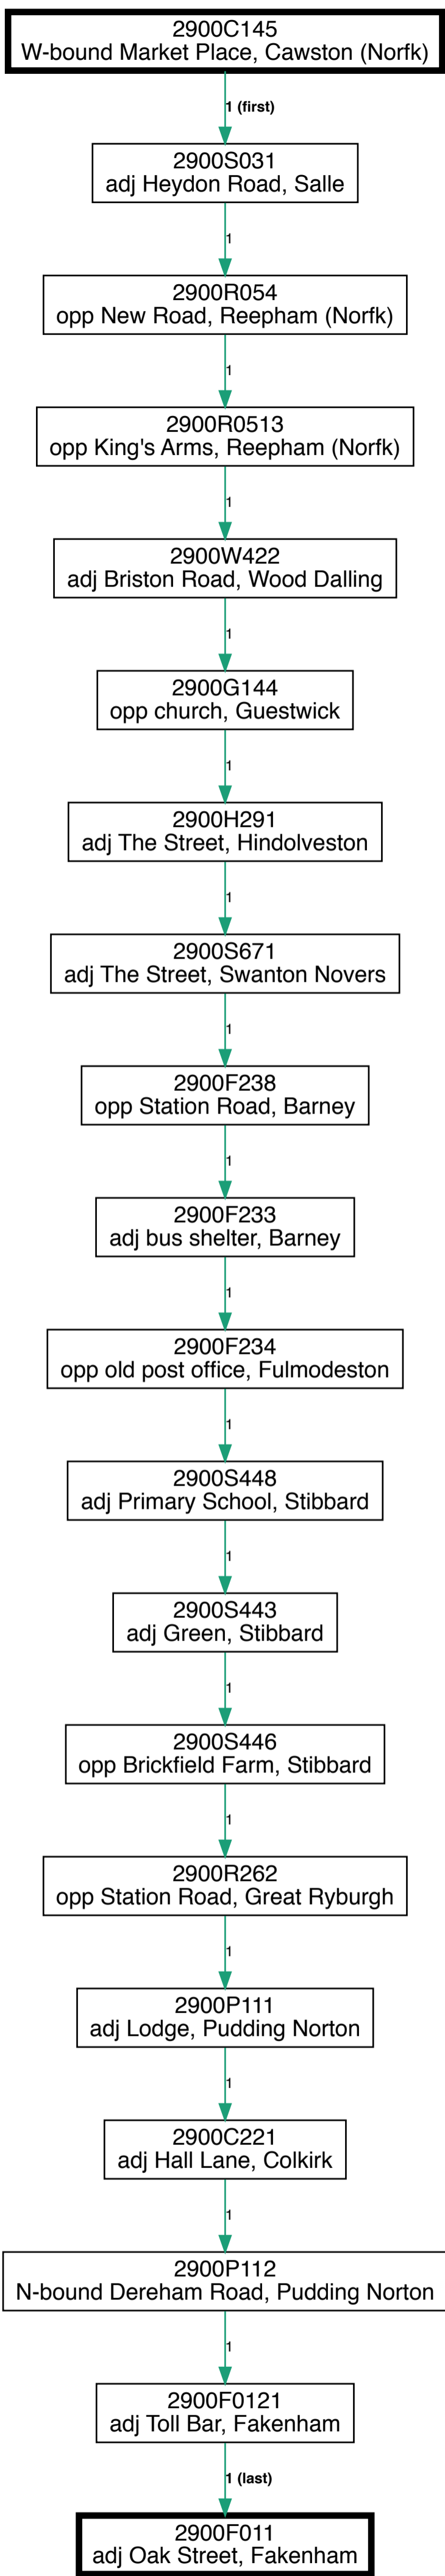 2900C145
W-bound Market Place, Cawston (Norfk)
1 (first)
2900S031
adj Heydon Road, Salle
1
2900R054
opp New Road, Reepham (Norfk)
1
2900R0513
opp King's Arms, Reepham (Norfk)
1
2900W422
adj Briston Road, Wood Dalling
1
2900G144
opp church, Guestwick
1
2900H291
adj The Street, Hindolveston
1
2900S671
adj The Street, Swanton Novers
1
2900F238
opp Station Road, Barney
1
2900F233
adj bus shelter, Barney
1
2900F234
opp old post office, Fulmodeston
1
2900S448
adj Primary School, Stibbard
1
2900S443
adj Green, Stibbard
1
2900S446
opp Brickfield Farm, Stibbard
1
2900R262
opp Station Road, Great Ryburgh
1
2900P111
adj Lodge, Pudding Norton
1
2900C221
adj Hall Lane, Colkirk
1
2900P112
N-bound Dereham Road, Pudding Norton
1
2900F0121
adj Toll Bar, Fakenham
1 (last)
2900F011
adj Oak Street, Fakenham